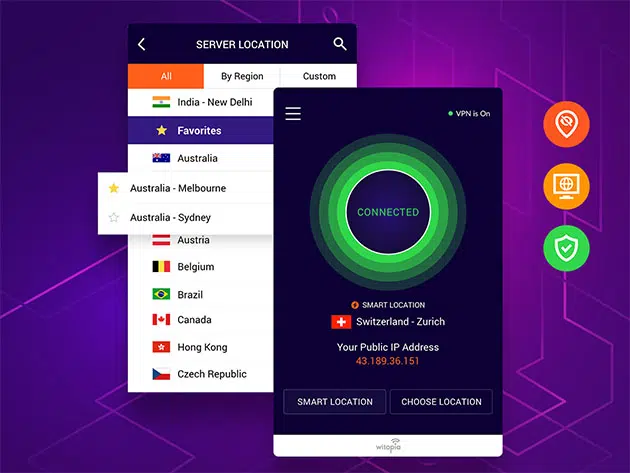 SERVER LOCATION
All
By Region
Custom
India - New Delhi
Favorites
Australia
Australia - Melbourne
Australia - Sydney
Austria
Belgium
Brazil
Canada
Hong Kong
Czech Republic
VPN is On
CONNECTED
SMART LOCATION
Switzerland - Zurich
Your Public IP Address
43.189.36.151
SMART LOCATION
CHOOSE LOCATION
witopia